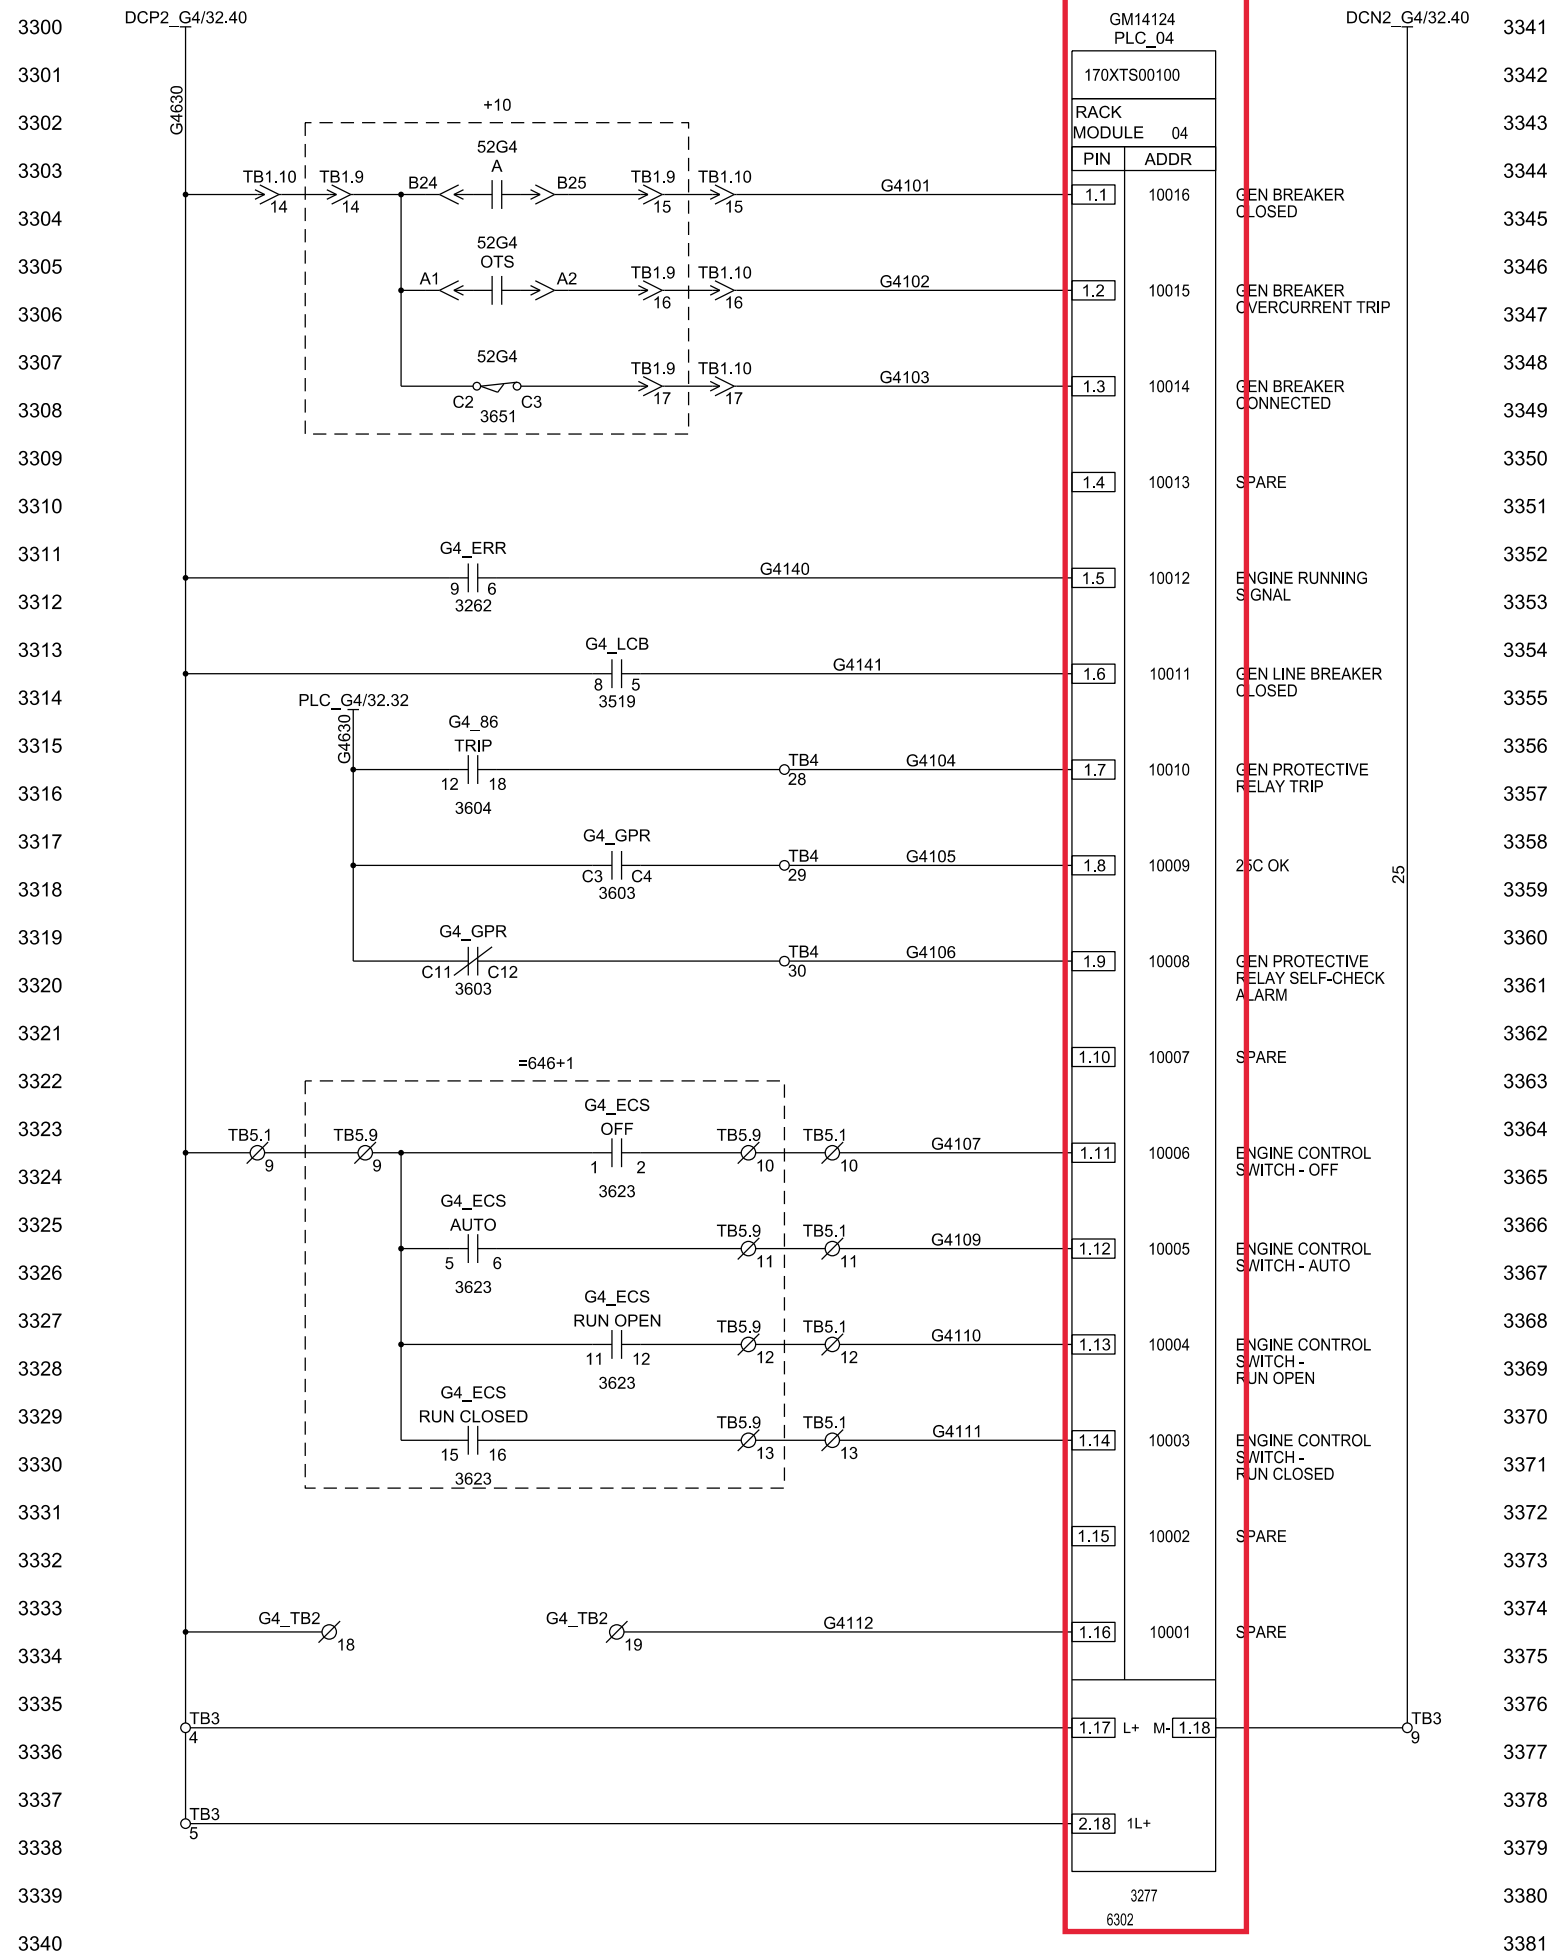 3300 DCP2_G4/32.40 GM14124 DCN2_G4/32.40 3341
PLC_04
3301 170XTS00100 3342
G4630
+10
3302 RACK 3343
MODULE 04
52G4
3303 A PIN ADDR 3344
TB1.10 TB1.9 B24 B25 TB1.9 TB1.10 G4101 1.1 10016 GEN BREAKER
14 14 15 15 CLOSED
3304 3345
52G4
3305 OTS 3346
A1 A2 TB1.9 TB1.10 G4102 1.2 10015 GEN BREAKER
16 16 OVERCURRENT TRIP
3306 3347
3307 52G4 3348
TB1.9 TB1.10 G4103 1.3 10014 GEN BREAKER
C2 C3 17 17 CONNECTED
3308 3651 3349
3309 3350
1.4 10013 SPARE
3310 3351
3311 G4_ERR 3352
G4140 1.5 10012 ENGINE RUNNING
9 6 SIGNAL
3312 3262 3353
3313 G4_LCB 3354
G4141 1.6 10011 GEN LINE BREAKER
8 5 CLOSED
3314 PLC_G4/32.32 3519 3355
G4630
G4_86
3315 TRIP 3356
TB4 G4104 1.7 10010 GEN PROTECTIVE
12 18 28 RELAY TRIP
3316 3604 3357
3317 G4_GPR 3358
TB4 G4105 1.8 10009 25C OK
C3 C4 29
3318 3603 3359
25
3319 G4_GPR 3360
TB4 G4106 1.9 10008 GEN PROTECTIVE
C11 C12 30 RELAY SELF-CHECK
3320 3603 ALARM 3361
3321 3362
=646+1 1.10 10007 SPARE
3322 3363
G4_ECS
3323 OFF 3364
TB5.1 TB5.9 TB5.9 TB5.1 G4107 1.11 10006 ENGINE CONTROL
9 9 1 2 10 10 SWITCH - OFF
3324 3623 3365
G4_ECS
3325 AUTO 3366
TB5.9 TB5.1 G4109 1.12 10005 ENGINE CONTROL
5 6 11 11 SWITCH - AUTO
3326 3623 3367
G4_ECS
3327 RUN OPEN 3368
TB5.9 TB5.1 G4110 1.13 10004 ENGINE CONTROL
11 12 12 12 SWITCH -
3328 3623 RUN OPEN 3369
G4_ECS
3329 RUN CLOSED 3370
TB5.9 TB5.1 G4111 1.14 10003 ENGINE CONTROL
15 16 13 13 SWITCH -
3330 3623 RUN CLOSED 3371
3331 3372
1.15 10002 SPARE
3332 3373
3333 3374
G4_TB2 G4_TB2 G4112 1.16 10001 SPARE
18 19
3334 3375
3335 3376
TB3 1.17 L+ M- 1.18 TB3
4 9
3336 3377
3337 3378
TB3 2.18 1L+
5
3338 3379
3339 3277 3380
6302
3340 3381